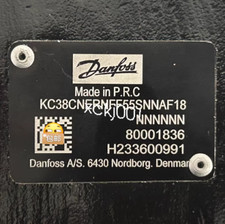 Danfoss
Made in P.R.C
KC38CNERNFF55SNNAF18
NNNNNN
80001836
H233600991
Danfoss A/S. 6430 Nordborg. Denmark